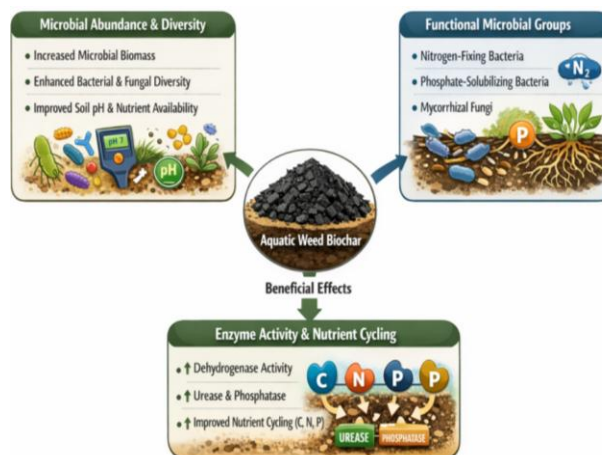 Microbial Abundance & Diversity
• Increased Microbial Biomass
• Enhanced Bacterial & Fungal Diversity
• Improved Soil pH & Nutrient Availability
pH 7
pH
Functional Microbial Groups
• Nitrogen-Fixing Bacteria
• Phosphate-Solubilizing Bacteria
• Mycorrhizal Fungi
N₂
P
Aquatic Weed Biochar
Beneficial Effects
Enzyme Activity & Nutrient Cycling
• ↑ Dehydrogenase Activity
• ↑ Urease & Phosphatase
• ↑ Improved Nutrient Cycling (C, N, P)
C N P P
UREASE PHOSPHATASE